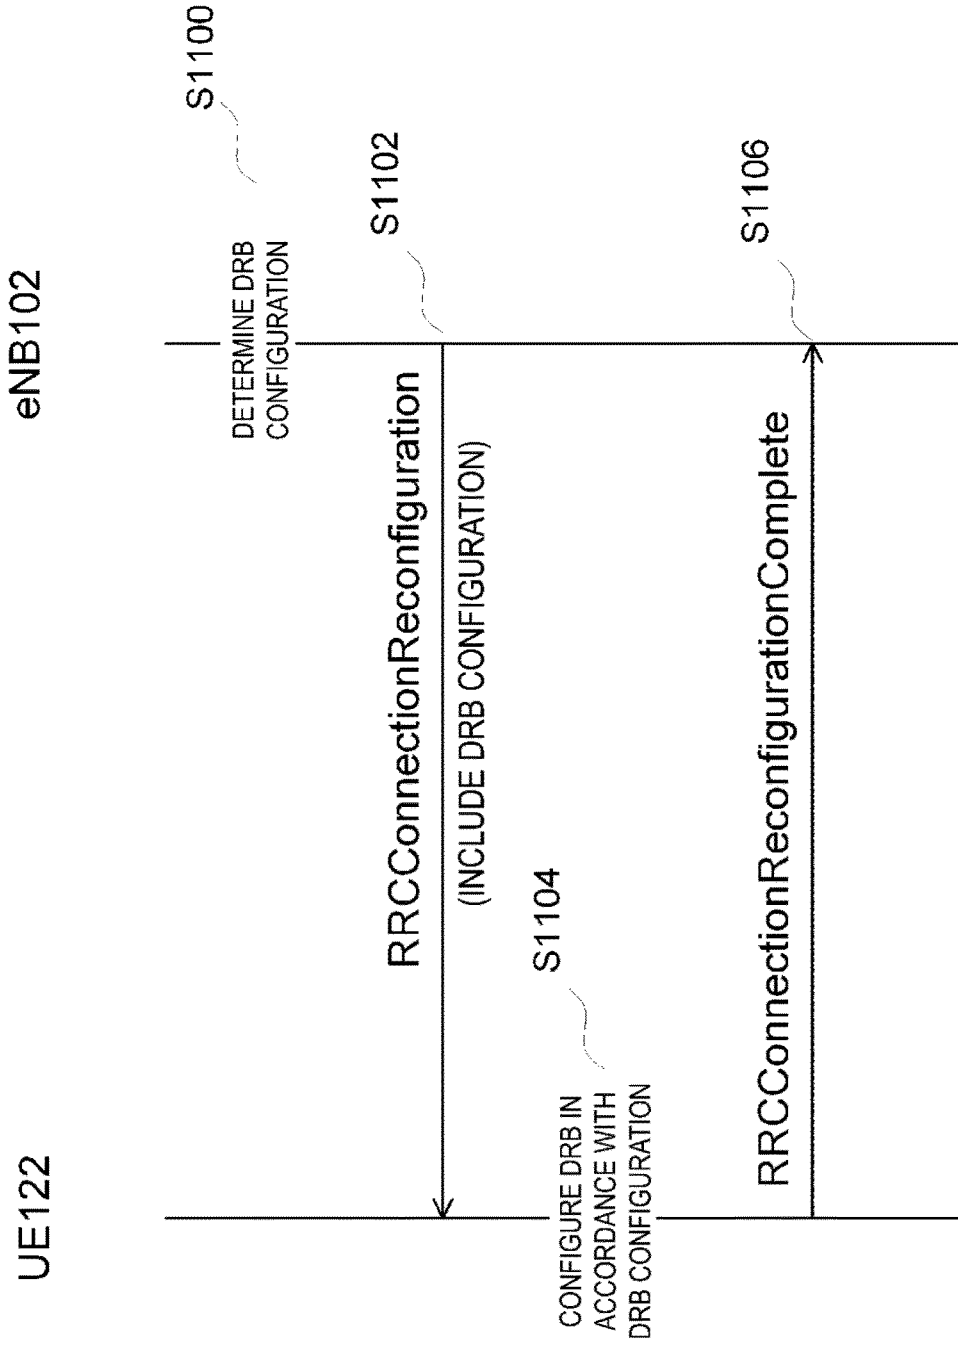 UE122
eNB102
DETERMINE DRB
CONFIGURATION
S1100
RRCConnectionReconfiguration
S1102
(INCLUDE DRB CONFIGURATION)
S1104
CONFIGURE DRB IN
ACCORDANCE WITH
DRB CONFIGURATION
RRCConnectionReconfigurationComplete
S1106